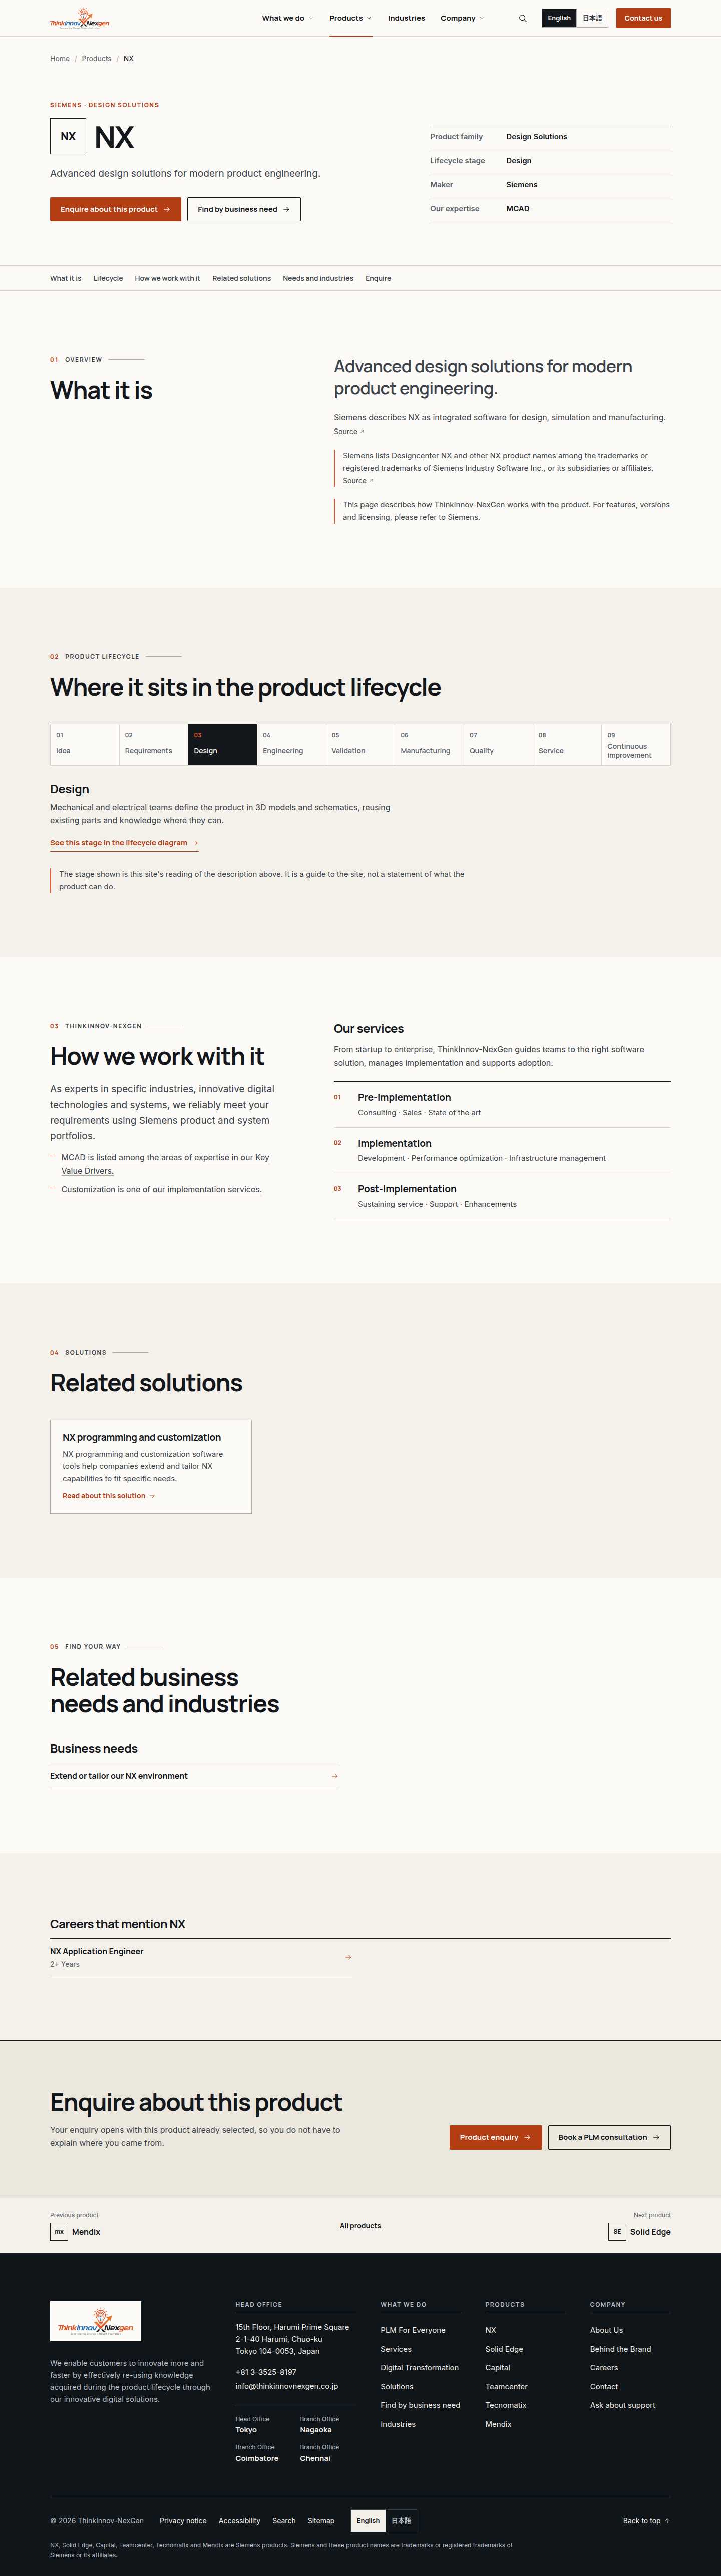 ThinkinnovXNexgen
What we do
Products
Industries
Company
English
日本語
Contact us
Home / Products / NX
SIEMENS · DESIGN SOLUTIONS
NX
NX
Advanced design solutions for modern product engineering.
Enquire about this product →
Find by business need →
Product family Design Solutions
Lifecycle stage Design
Maker Siemens
Our expertise MCAD
What it is
Lifecycle
How we work with it
Related solutions
Needs and industries
Enquire
01 OVERVIEW
What it is
Advanced design solutions for modern
product engineering.
Siemens describes NX as integrated software for design, simulation and manufacturing.
Source ↗
Siemens lists Designcenter NX and other NX product names among the trademarks or
registered trademarks of Siemens Industry Software Inc., or its subsidiaries or affiliates.
Source ↗
This page describes how ThinkInnov-NexGen works with the product. For features, versions
and licensing, please refer to Siemens.
02 PRODUCT LIFECYCLE
Where it sits in the product lifecycle
01
Idea
02
Requirements
03
Design
04
Engineering
05
Validation
06
Manufacturing
07
Quality
08
Service
09
Continuous
improvement
Design
Mechanical and electrical teams define the product in 3D models and schematics, reusing
existing parts and knowledge where they can.
See this stage in the lifecycle diagram →
The stage shown is this site's reading of the description above. It is a guide to the site, not a statement of what the
product can do.
03 THINKINNOV-NEXGEN
How we work with it
As experts in specific industries, innovative digital
technologies and systems, we reliably meet your
requirements using Siemens product and system
portfolios.
MCAD is listed among the areas of expertise in our Key
Value Drivers.
Customization is one of our implementation services.
Our services
From startup to enterprise, ThinkInnov-NexGen guides teams to the right software
solution, manages implementation and supports adoption.
01 Pre-Implementation
Consulting · Sales · State of the art
02 Implementation
Development · Performance optimization · Infrastructure management
03 Post-Implementation
Sustaining service · Support · Enhancements
04 SOLUTIONS
Related solutions
NX programming and customization
NX programming and customization software
tools help companies extend and tailor NX
capabilities to fit specific needs.
Read about this solution →
05 FIND YOUR WAY
Related business
needs and industries
Business needs
Extend or tailor our NX environment →
Careers that mention NX
NX Application Engineer →
2+ Years
Enquire about this product
Your enquiry opens with this product already selected, so you do not have to
explain where you came from.
Product enquiry →
Book a PLM consultation →
Previous product
mx Mendix
All products
Next product
SE Solid Edge
ThinkinnovXNexgen
We enable customers to innovate more and
faster by effectively re-using knowledge
acquired during the product lifecycle through
our innovative digital solutions.
HEAD OFFICE
15th Floor, Harumi Prime Square
2-1-40 Harumi, Chuo-ku
Tokyo 104-0053, Japan
+81 3-3525-8197
info@thinkinnovnexgen.co.jp
Head Office
Tokyo
Branch Office
Nagaoka
Branch Office
Coimbatore
Branch Office
Chennai
WHAT WE DO
PLM For Everyone
Services
Digital Transformation
Solutions
Find by business need
Industries
PRODUCTS
NX
Solid Edge
Capital
Teamcenter
Tecnomatix
Mendix
COMPANY
About Us
Behind the Brand
Careers
Contact
Ask about support
© 2026 ThinkInnov-NexGen
Privacy notice
Accessibility
Search
Sitemap
English
日本語
Back to top ↑
NX, Solid Edge, Capital, Teamcenter, Tecnomatix and Mendix are Siemens products. Siemens and these product names are trademarks or registered trademarks of
Siemens or its affiliates.